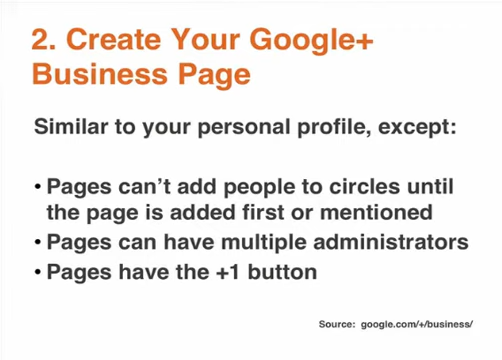 2. Create Your Google+
Business Page
Similar to your personal profile, except:
• Pages can't add people to circles until
the page is added first or mentioned
• Pages can have multiple administrators
• Pages have the +1 button
Source: google.com/+/business/